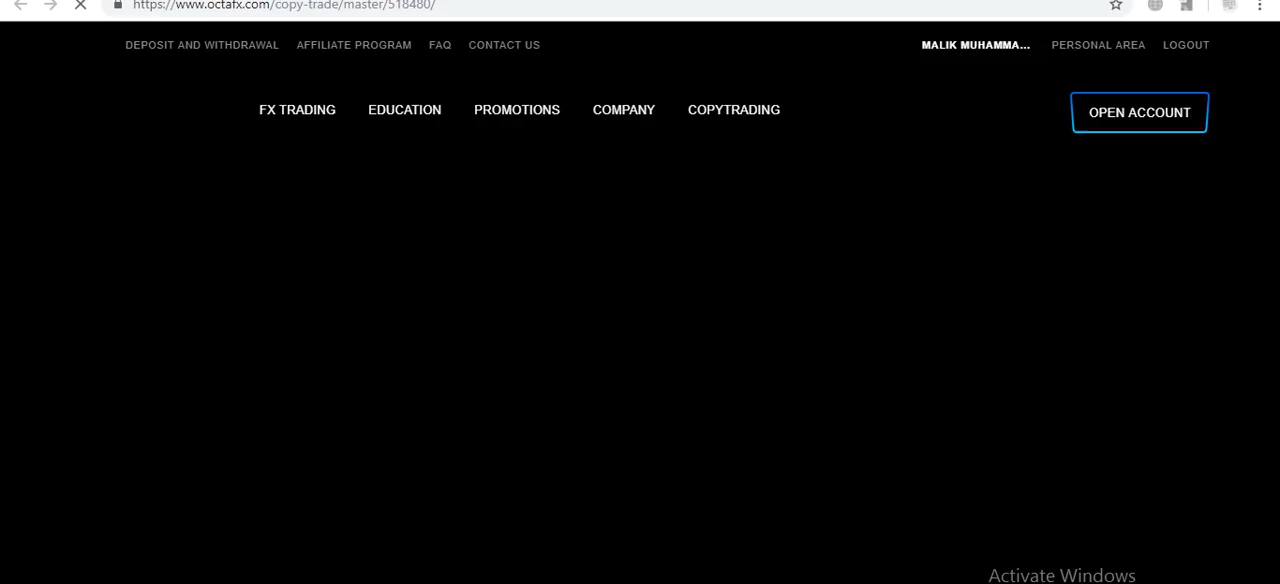 https://www.octafx.com/copy-trade/master/518480/
DEPOSIT AND WITHDRAWAL AFFILIATE PROGRAM FAQ CONTACT US MALIK MUHAMMA... PERSONAL AREA LOGOUT
FX TRADING EDUCATION PROMOTIONS COMPANY COPYTRADING OPEN ACCOUNT
Activate Windows